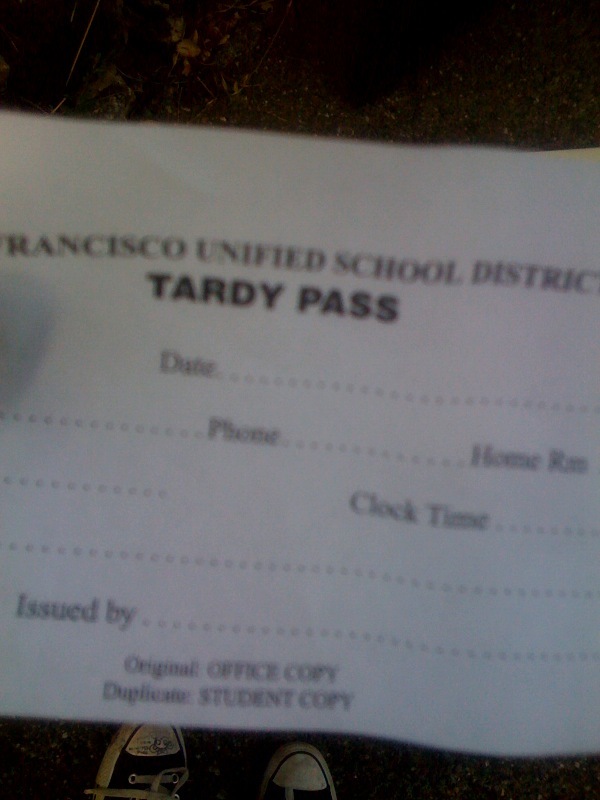 FRANCISCO UNIFIED SCHOOL DISTRICT
TARDY PASS
Date
Phone Home Rm
Clock Time
Issued by
Original: OFFICE COPY
Duplicate: STUDENT COPY